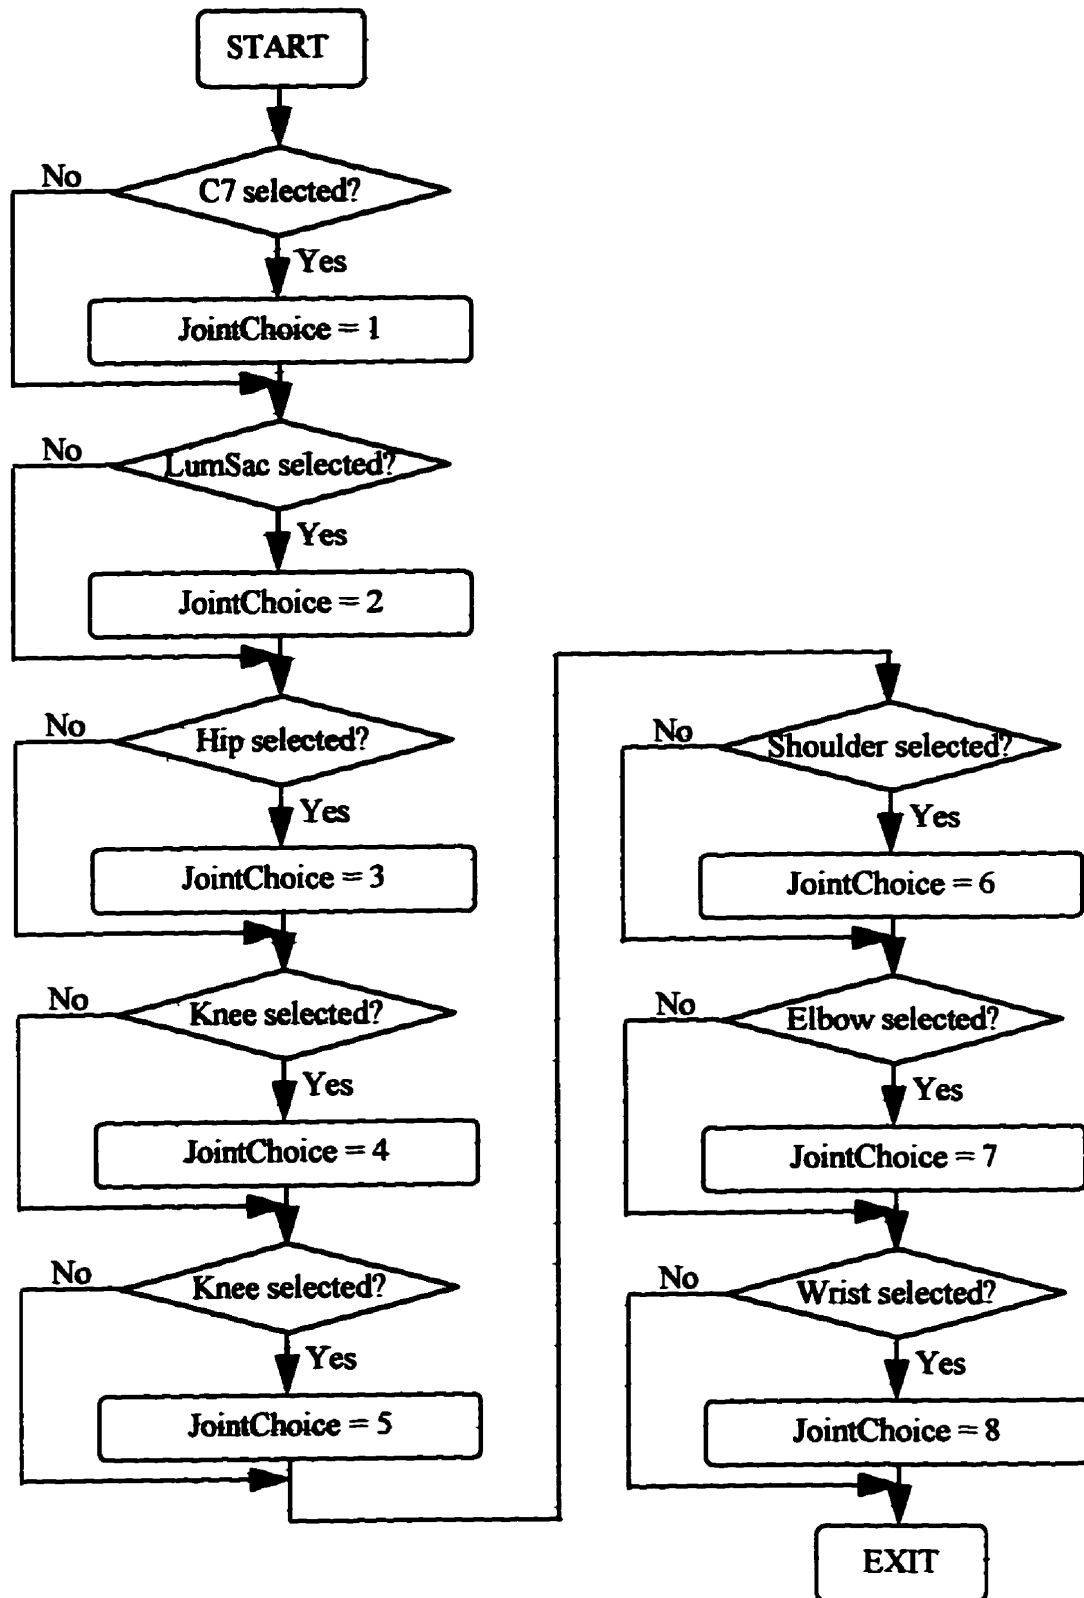 START
C7 selected?
No
Yes
JointChoice = 1
LumSac selected?
No
Yes
JointChoice = 2
Hip selected?
No
Yes
JointChoice = 3
Knee selected?
No
Yes
JointChoice = 4
Knee selected?
No
Yes
JointChoice = 5
Shoulder selected?
No
Yes
JointChoice = 6
Elbow selected?
No
Yes
JointChoice = 7
Wrist selected?
No
Yes
JointChoice = 8
EXIT